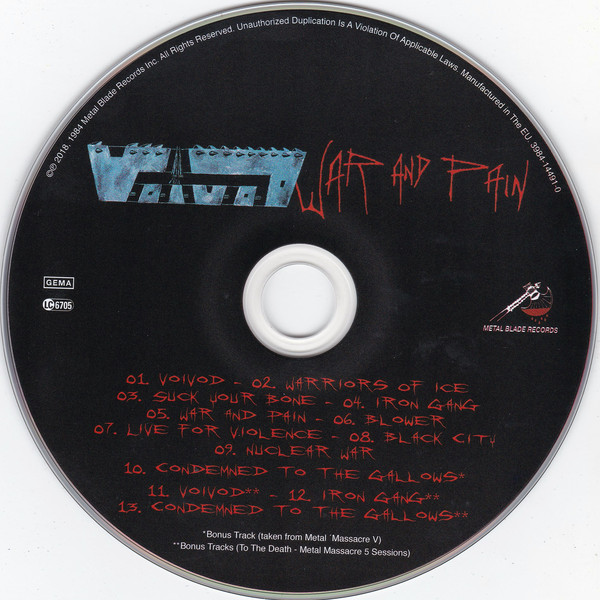 ℗© 2018, 1984 Metal Blade Records Inc. All Rights Reserved. Unauthorized Duplication Is A Violation Of Applicable Laws. Manufactured in The EU. 3984-14491-0
VOIVOD WAR AND PAIN
GEMA
LC 6705
METAL BLADE RECORDS
01. VOIVOD - 02. WARRIORS OF ICE
03. SUCK YOUR BONE - 04. IRON GANG
05. WAR AND PAIN - 06. BLOWER
07. LIVE FOR VIOLENCE - 08. BLACK CITY
09. NUCLEAR WAR
10. CONDEMNED TO THE GALLOWS*
11. VOIVOD** - 12. IRON GANG**
13. CONDEMNED TO THE GALLOWS**
*Bonus Track (taken from Metal ´Massacre V)
**Bonus Tracks (To The Death - Metal Massacre 5 Sessions)